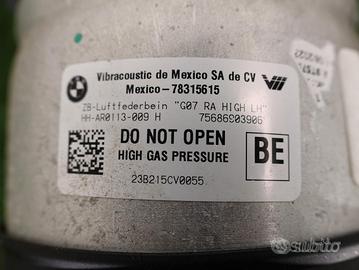 Vibracoustic de Mexico SA de CV
Mexico-78315615
ZB-Luftfederbein "G07 RA HIGH LH"
HH-AR0113-009 H
75686903906
DO NOT OPEN
HIGH GAS PRESSURE
BE
23B215CV0055
subito